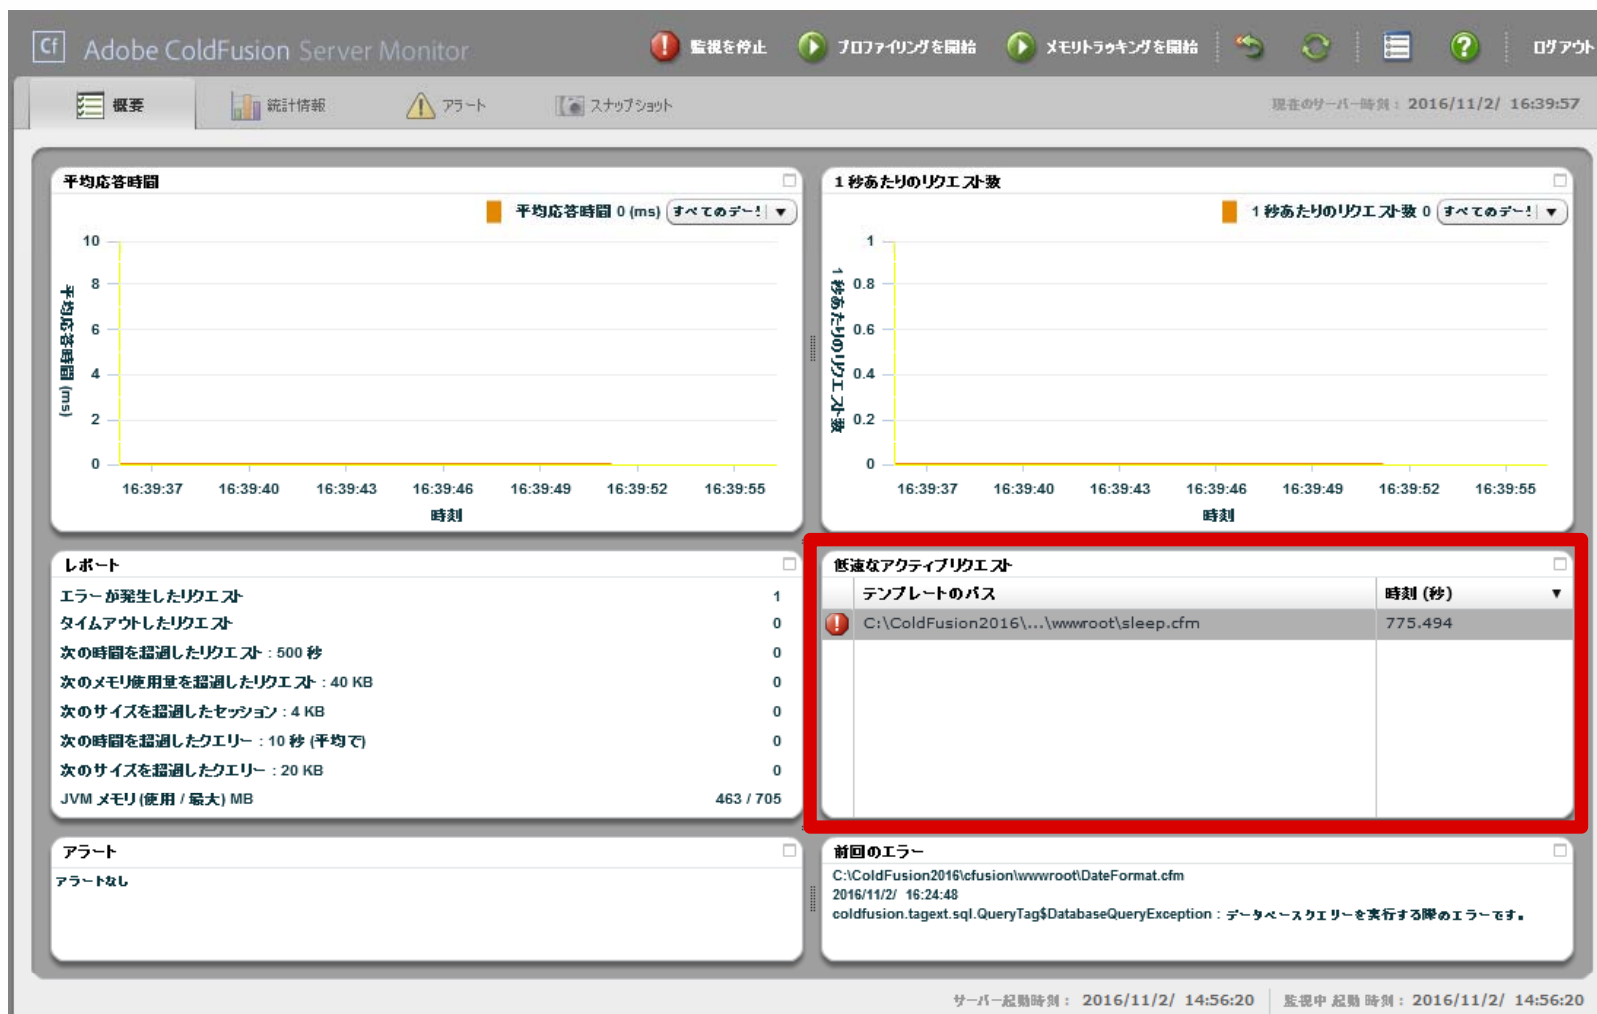 Cf Adobe ColdFusion Server Monitor
監視を停止 プロファイリングを開始 メモリトラッキングを開始 ログアウト
概要 統計情報 アラート スナップショット 現在のサーバー時刻 : 2016/11/2/ 16:39:57
平均応答時間
平均応答時間 0 (ms) すべてのデー
10
8
6
4
2
0
平均応答時間 (ms)
16:39:37 16:39:40 16:39:43 16:39:46 16:39:49 16:39:52 16:39:55
時刻
1 秒あたりのリクエスト数
1 秒あたりのリクエスト数 0 すべてのデー
1
0.8
0.6
0.4
0.2
0
1 秒あたりのリクエスト数
16:39:37 16:39:40 16:39:43 16:39:46 16:39:49 16:39:52 16:39:55
時刻
レポート
エラーが発生したリクエスト 1
タイムアウトしたリクエスト 0
次の時間を超過したリクエスト : 500 秒 0
次のメモリ使用量を超過したリクエスト : 40 KB 0
次のサイズを超過したセッション : 4 KB 0
次の時間を超過したクエリー : 10 秒 (平均で) 0
次のサイズを超過したクエリー : 20 KB 0
JVM メモリ (使用 / 最大) MB 463 / 705
低速なアクティブリクエスト
テンプレートのパス 時刻 (秒)
C:\ColdFusion2016\...\wwwroot\sleep.cfm 775.494
アラート
アラートなし
前回のエラー
C:\ColdFusion2016\cfusion\wwwroot\DateFormat.cfm
2016/11/2/ 16:24:48
coldfusion.tagext.sql.QueryTag$DatabaseQueryException : データベースクエリーを実行する際のエラーです。
サーバー起動時刻 : 2016/11/2/ 14:56:20 監視中 起動 時刻 : 2016/11/2/ 14:56:20